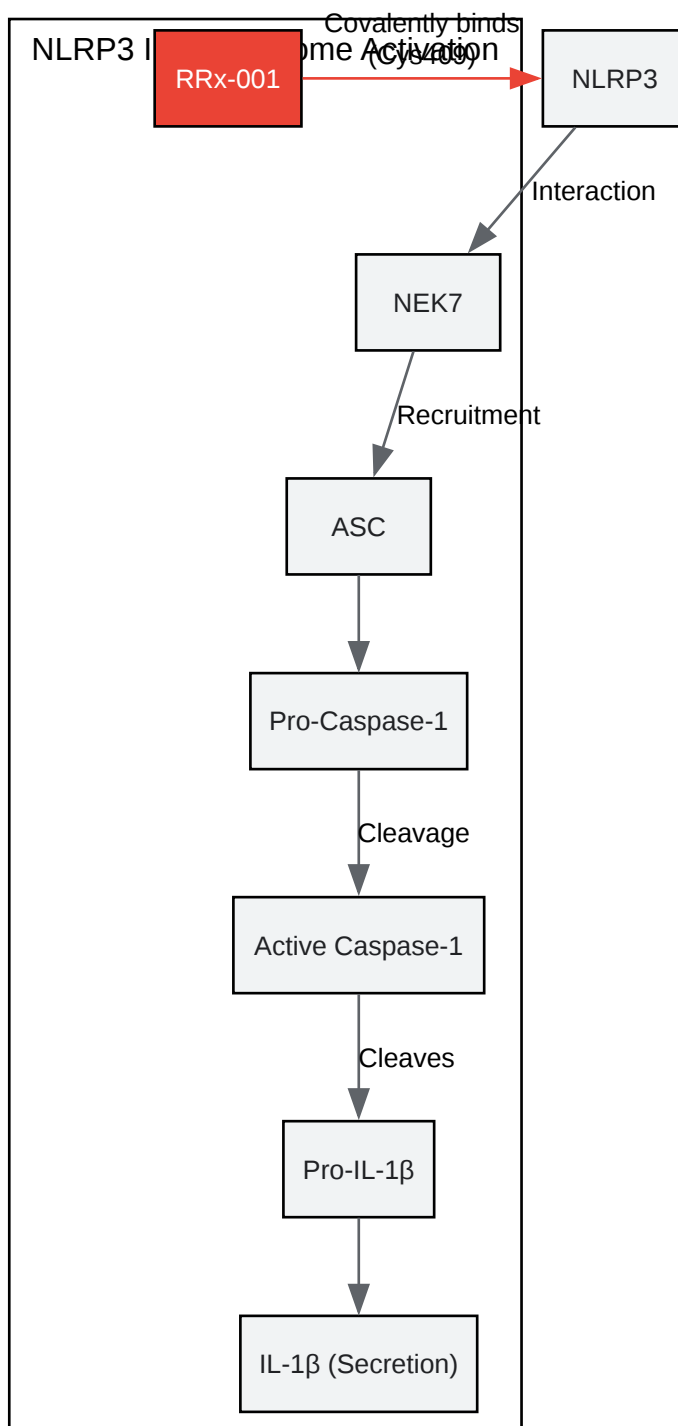 NLRP3 I ome Activation
Covalently binds
(Cys409)
RRx-001
NLRP3
Interaction
NEK7
Recruitment
ASC
Pro-Caspase-1
Cleavage
Active Caspase-1
Cleaves
Pro-IL-1β
IL-1β (Secretion)